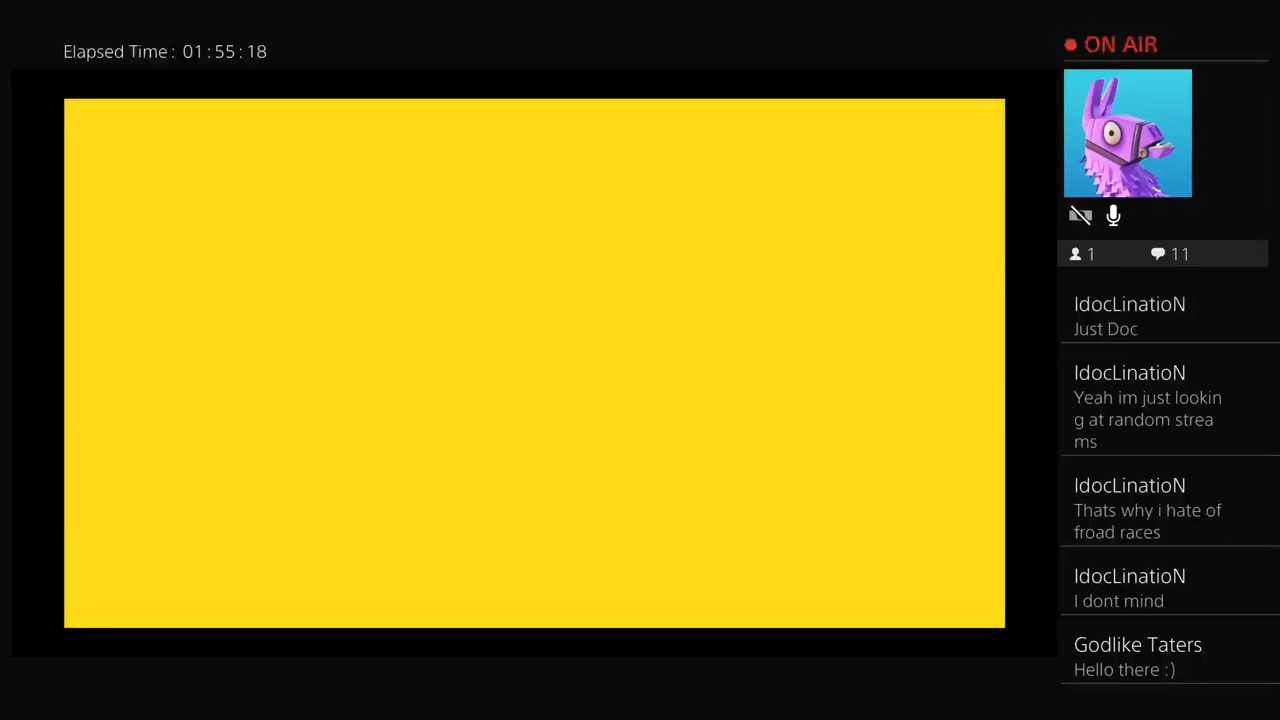 Elapsed Time: 01:55:18
ON AIR
1
11
IdocLinatioN
Just Doc
IdocLinatioN
Yeah im just lookin
g at random strea
ms
IdocLinatioN
Thats why i hate of
froad races
IdocLinatioN
I dont mind
Godlike Taters
Hello there :)